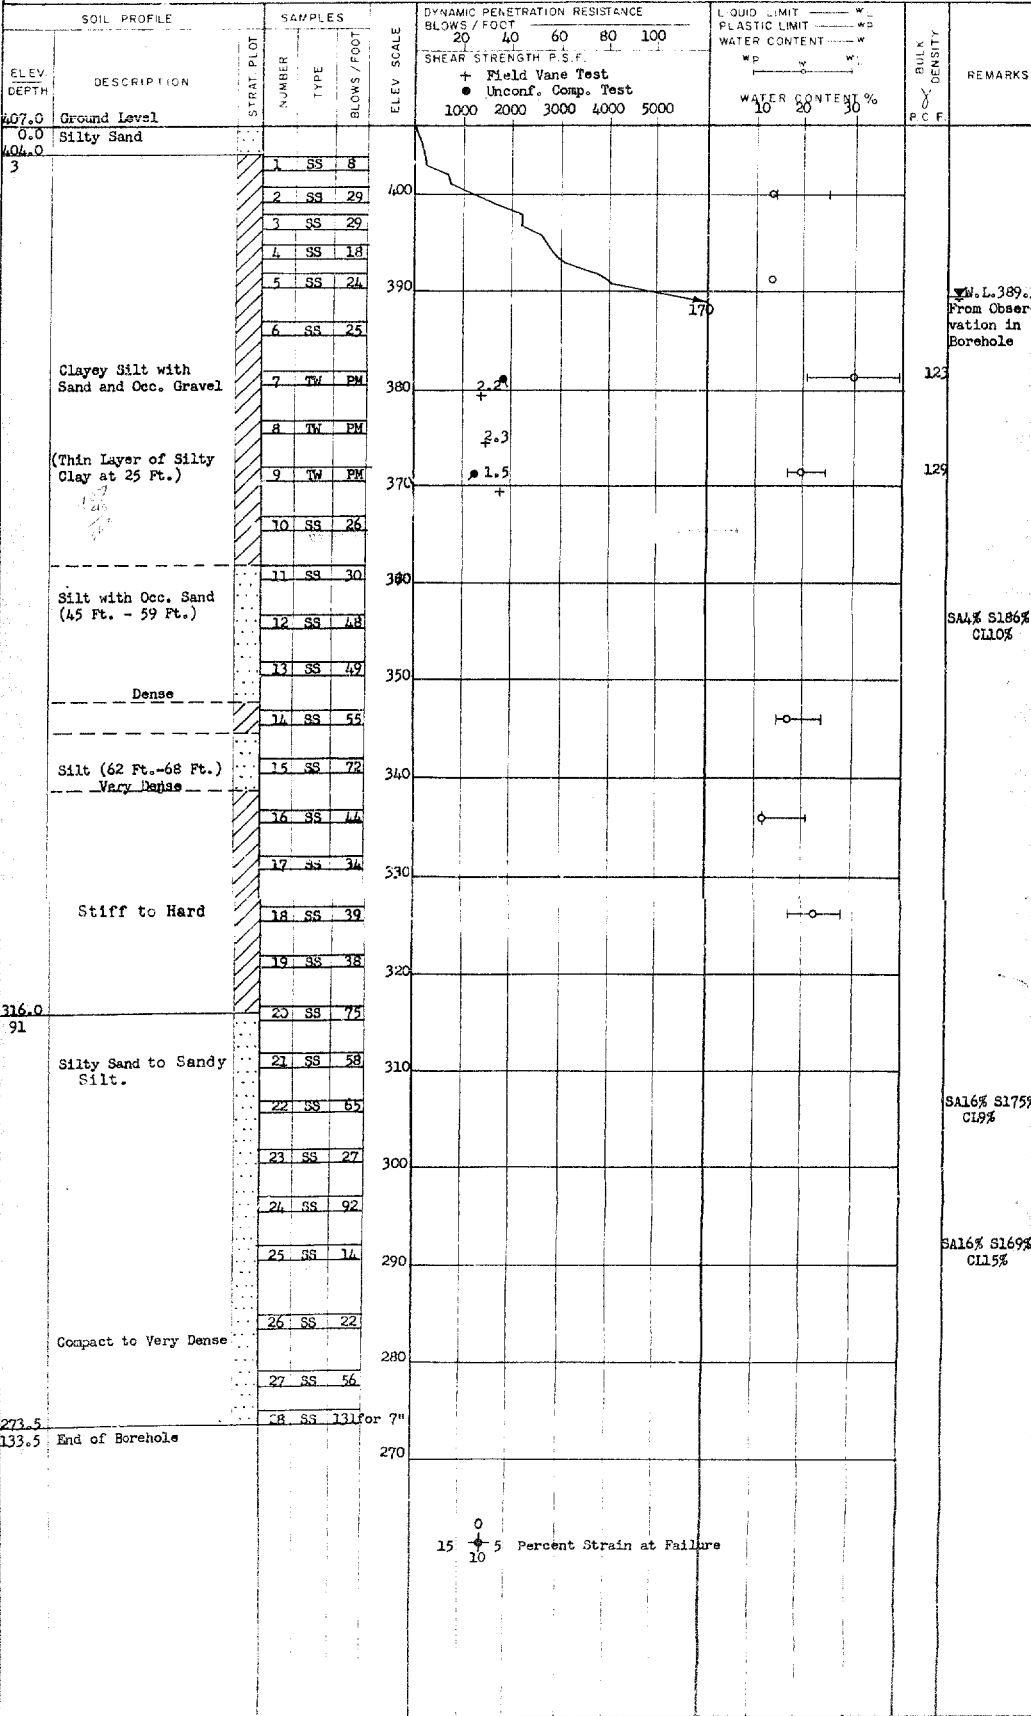 SOIL PROFILE
SAMPLES
DYNAMIC PENETRATION RESISTANCE
BLOWS / FOOT
20 40 60 80 100
SHEAR STRENGTH P.S.F.
+ Field Vane Test
● Unconf. Comp. Test
1000 2000 3000 4000 5000
LIQUID LIMIT W L
PLASTIC LIMIT W P
WATER CONTENT W
W P W W L
WATER CONTENT %
10 20 30
BULK DENSITY
γ
P.C.F.
REMARKS
ELEV.
DEPTH
DESCRIPTION
STRAT. PLOT
NUMBER
TYPE
BLOWS / FOOT
ELEV. SCALE
407.0 Ground Level
0.0 Silty Sand
404.0
3
1 SS 8
400
2 SS 29
3 SS 29
4 SS 18
5 SS 24
390
W.L.389.
From Obser-
vation in
Borehole
170
6 SS 25
Clayey Silt with
Sand and Occ. Gravel
7 TW PM
380
2.2
123
8 TW PM
2.3
(Thin Layer of Silty
Clay at 25 Ft.)
9 TW PM
1.5
129
370
10 SS 26
11 SS 30
360
Silt with Occ. Sand
(45 Ft. - 59 Ft.)
12 SS 48
SA4% SI86%
CL10%
13 SS 49
350
Dense
14 SS 55
Silt (62 Ft.-68 Ft.)
Very Dense
15 SS 72
340
16 SS 44
17 SS 34
330
Stiff to Hard
18 SS 39
19 SS 38
320
316.0
91
20 SS 75
Silty Sand to Sandy
Silt.
21 SS 58
310
22 SS 65
SA16% SI75%
CL9%
23 SS 27
300
24 SS 92
25 SS 14
SA16% SI69%
CL15%
290
26 SS 22
Compact to Very Dense
280
27 SS 56
28 SS 131 for 7"
273.5
133.5 End of Borehole
270
0
15 5 Percent Strain at Failure
10